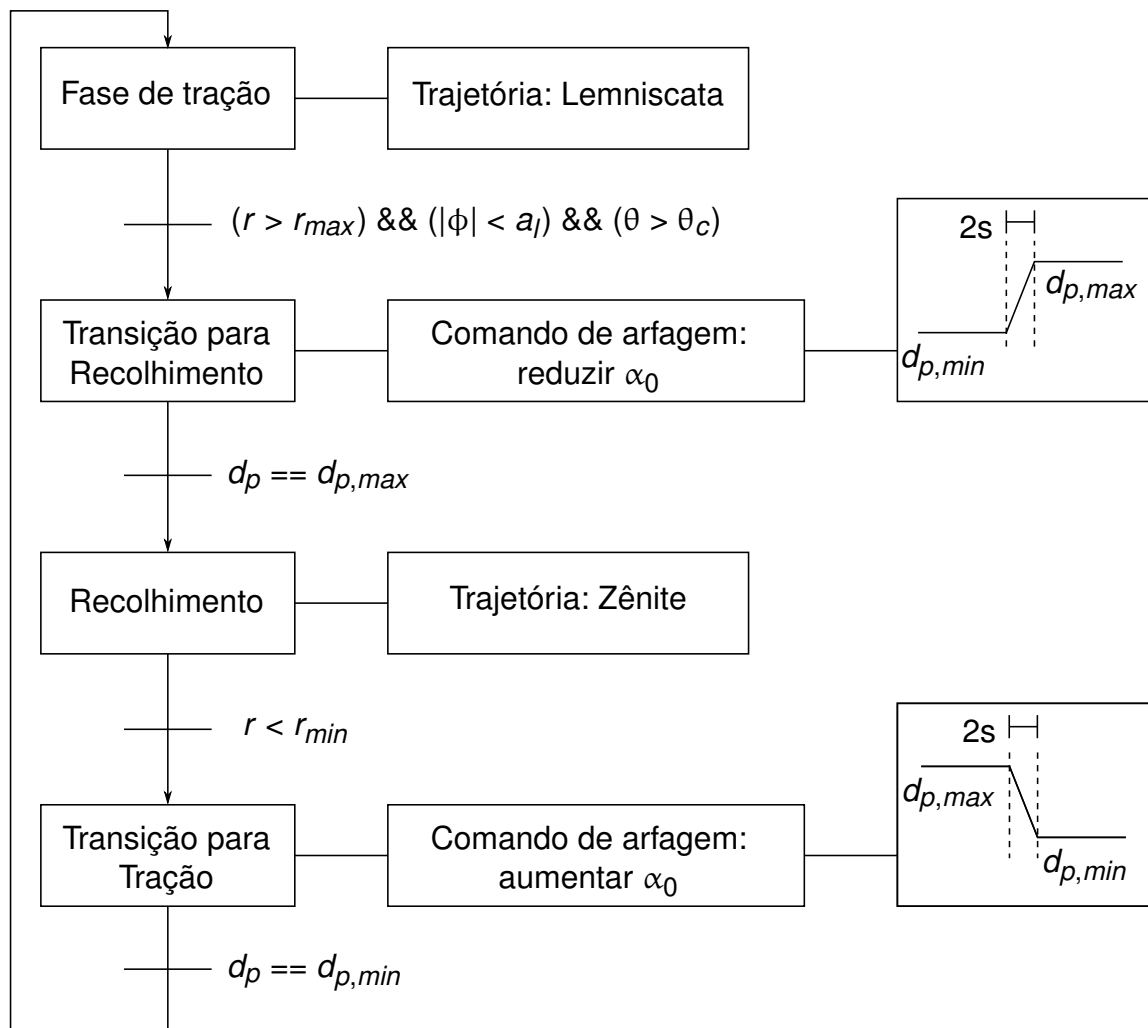 Fase de tração
Trajetória: Lemniscata
(r > r_max) && (|ϕ| < a_l) && (θ > θ_c)
2s
d_p,max
d_p,min
Transição para
Recolhimento
Comando de arfagem:
reduzir α_0
d_p == d_p,max
Recolhimento
Trajetória: Zênite
r < r_min
2s
d_p,max
d_p,min
Transição para
Tração
Comando de arfagem:
aumentar α_0
d_p == d_p,min